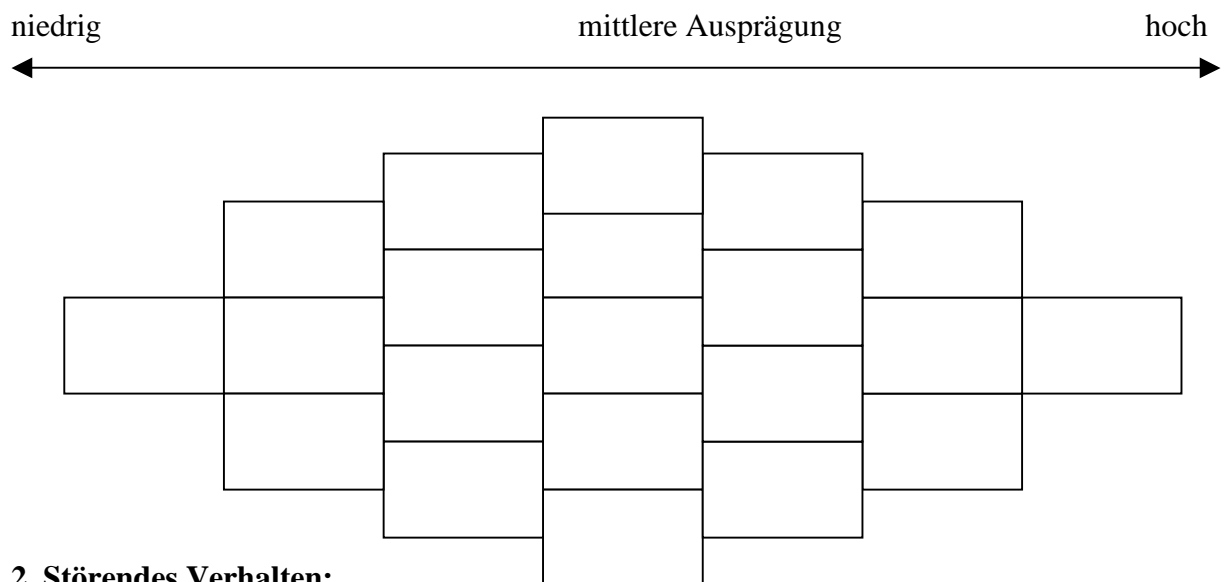 niedrig mittlere Ausprägung hoch
2. Störendes Verhalten: